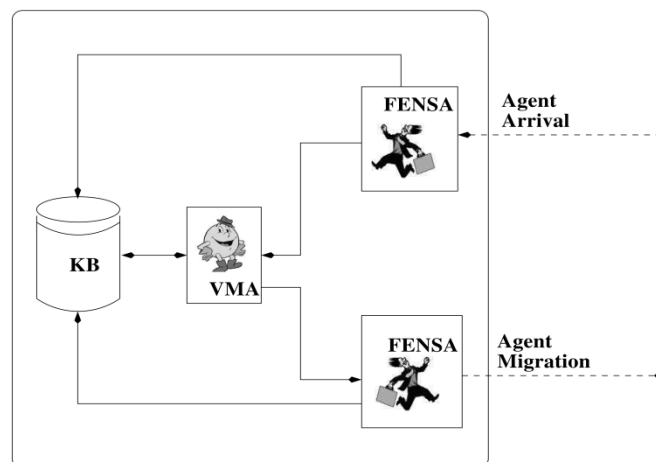 FENSA
Agent
Arrival
KB
VMA
FENSA
Agent
Migration